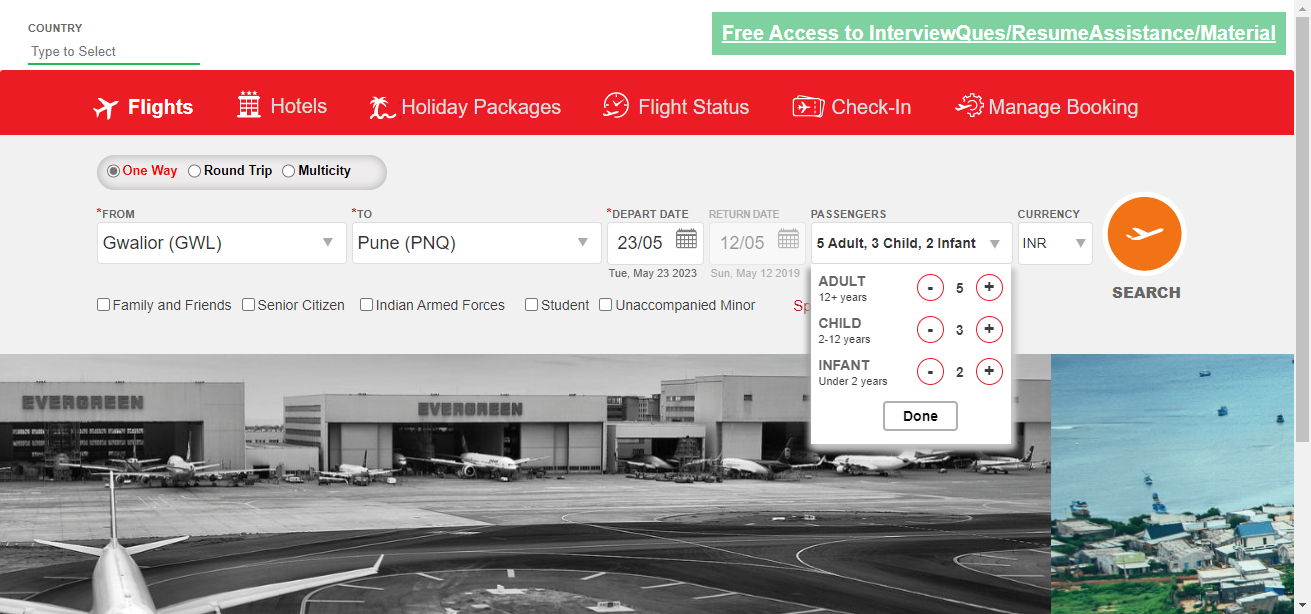 COUNTRY
Type to Select
Free Access to InterviewQues/ResumeAssistance/Material
Flights Hotels Holiday Packages Flight Status Check-In Manage Booking
One Way Round Trip Multicity
*FROM *TO *DEPART DATE RETURN DATE PASSENGERS CURRENCY
Gwalior (GWL) Pune (PNQ) 23/05 12/05 5 Adult, 3 Child, 2 Infant INR
Tue, May 23 2023 Sun, May 12 2019
SEARCH
Family and Friends Senior Citizen Indian Armed Forces Student Unaccompanied Minor Sp
ADULT - 5 +
12+ years
CHILD - 3 +
2-12 years
INFANT - 2 +
Under 2 years
Done
EVERGREEN
EVERGREEN